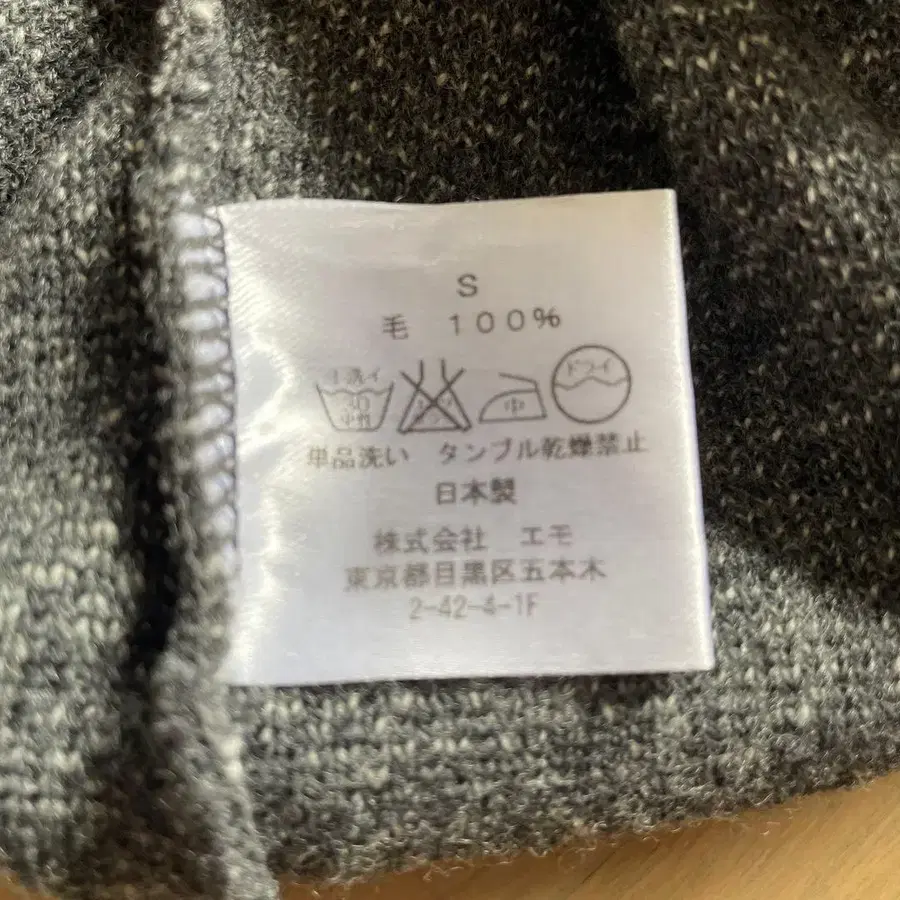 S
毛 100%
手洗イ 30 中性 中 ドライ
単品洗い タンブル乾燥禁止
日本製
株式会社 エモ
東京都目黒区五本木
2-42-4-1F